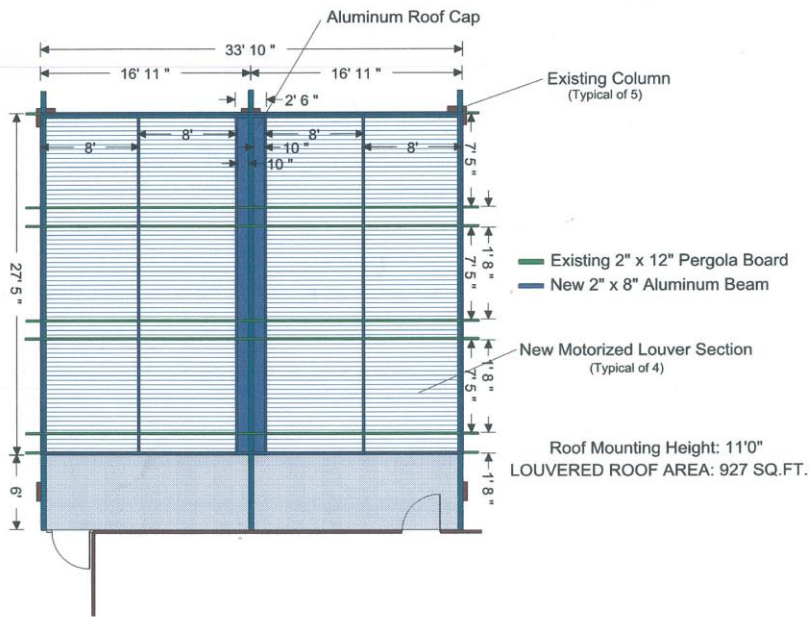 Aluminum Roof Cap
33' 10 "
16' 11 "
16' 11 "
Existing Column
(Typical of 5)
2' 6 "
8'
8'
8'
8'
10 "
10 "
7' 5 "
1' 8 "
7' 5 "
1' 8 "
7' 5 "
1' 8 "
27' 5 "
6'
Existing 2" x 12" Pergola Board
New 2" x 8" Aluminum Beam
New Motorized Louver Section
(Typical of 4)
Roof Mounting Height: 11'0"
LOUVERED ROOF AREA: 927 SQ.FT.